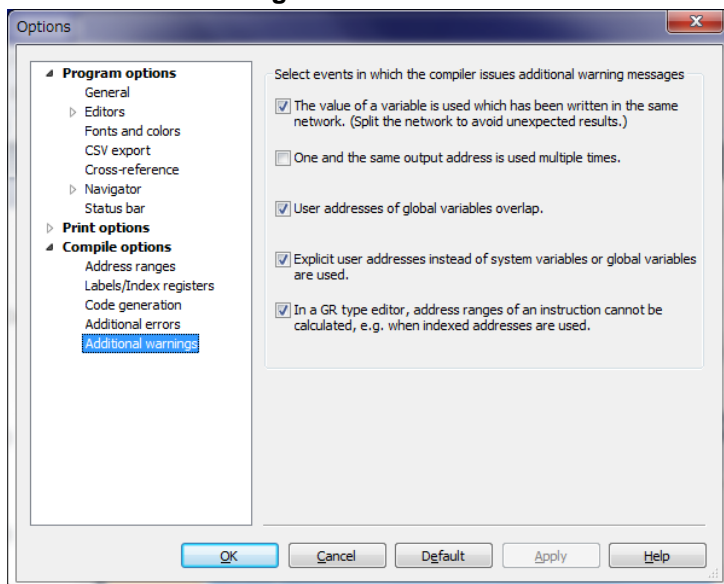 Options
Program options
General
Editors
Fonts and colors
CSV export
Cross-reference
Navigator
Status bar
Print options
Compile options
Address ranges
Labels/Index registers
Code generation
Additional errors
Additional warnings
Select events in which the compiler issues additional warning messages
The value of a variable is used which has been written in the same
network. (Split the network to avoid unexpected results.)
One and the same output address is used multiple times.
User addresses of global variables overlap.
Explicit user addresses instead of system variables or global variables
are used.
In a GR type editor, address ranges of an instruction cannot be
calculated, e.g. when indexed addresses are used.
OK
Cancel
Default
Apply
Help